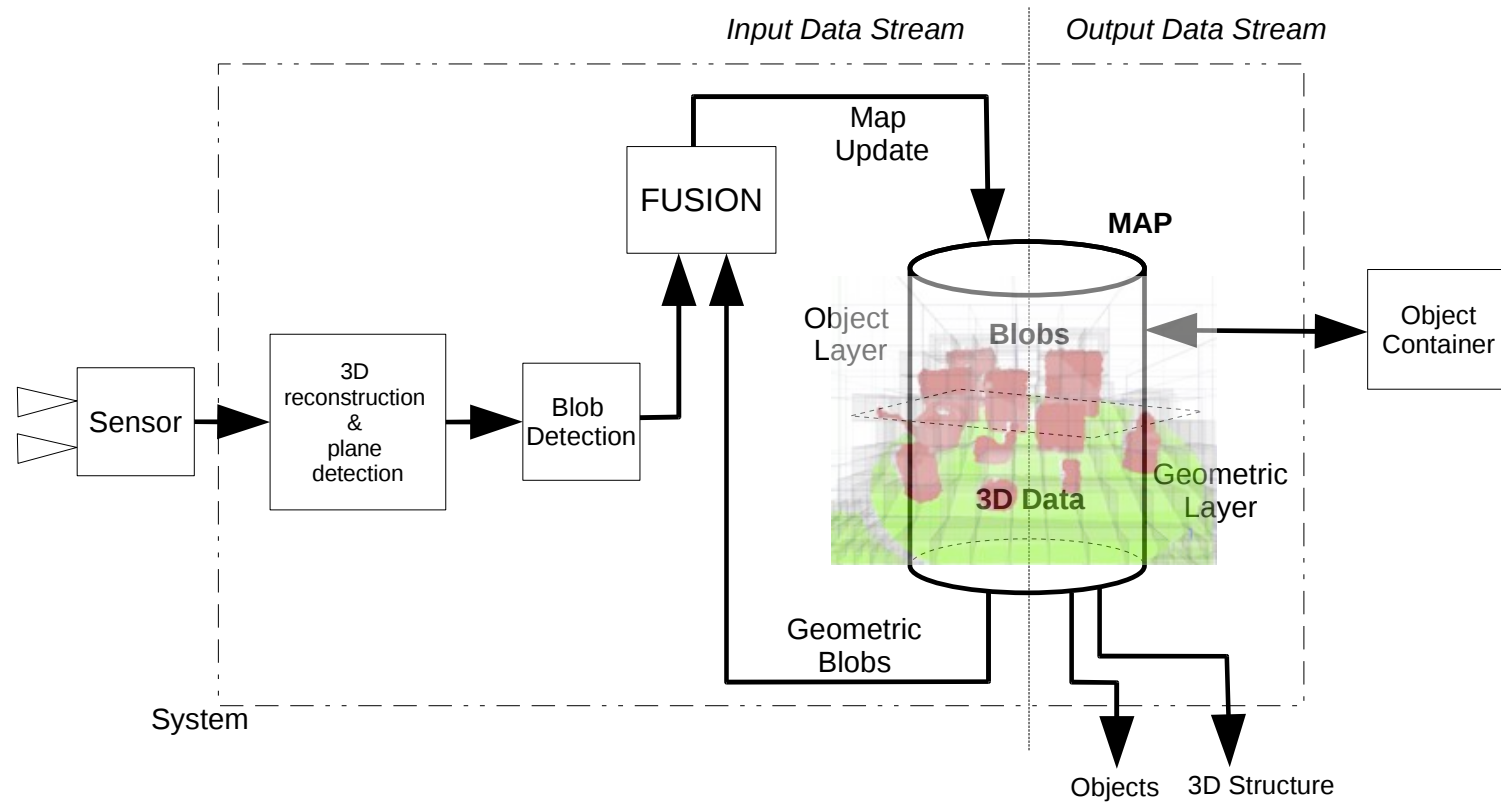 Input Data Stream
Output Data Stream
Map
Update
FUSION
MAP
Object
Layer
Blobs
Object
Container
3D
reconstruction
&
plane
detection
Sensor
Blob
Detection
Geometric
Layer
3D Data
Geometric
Blobs
System
Objects
3D Structure